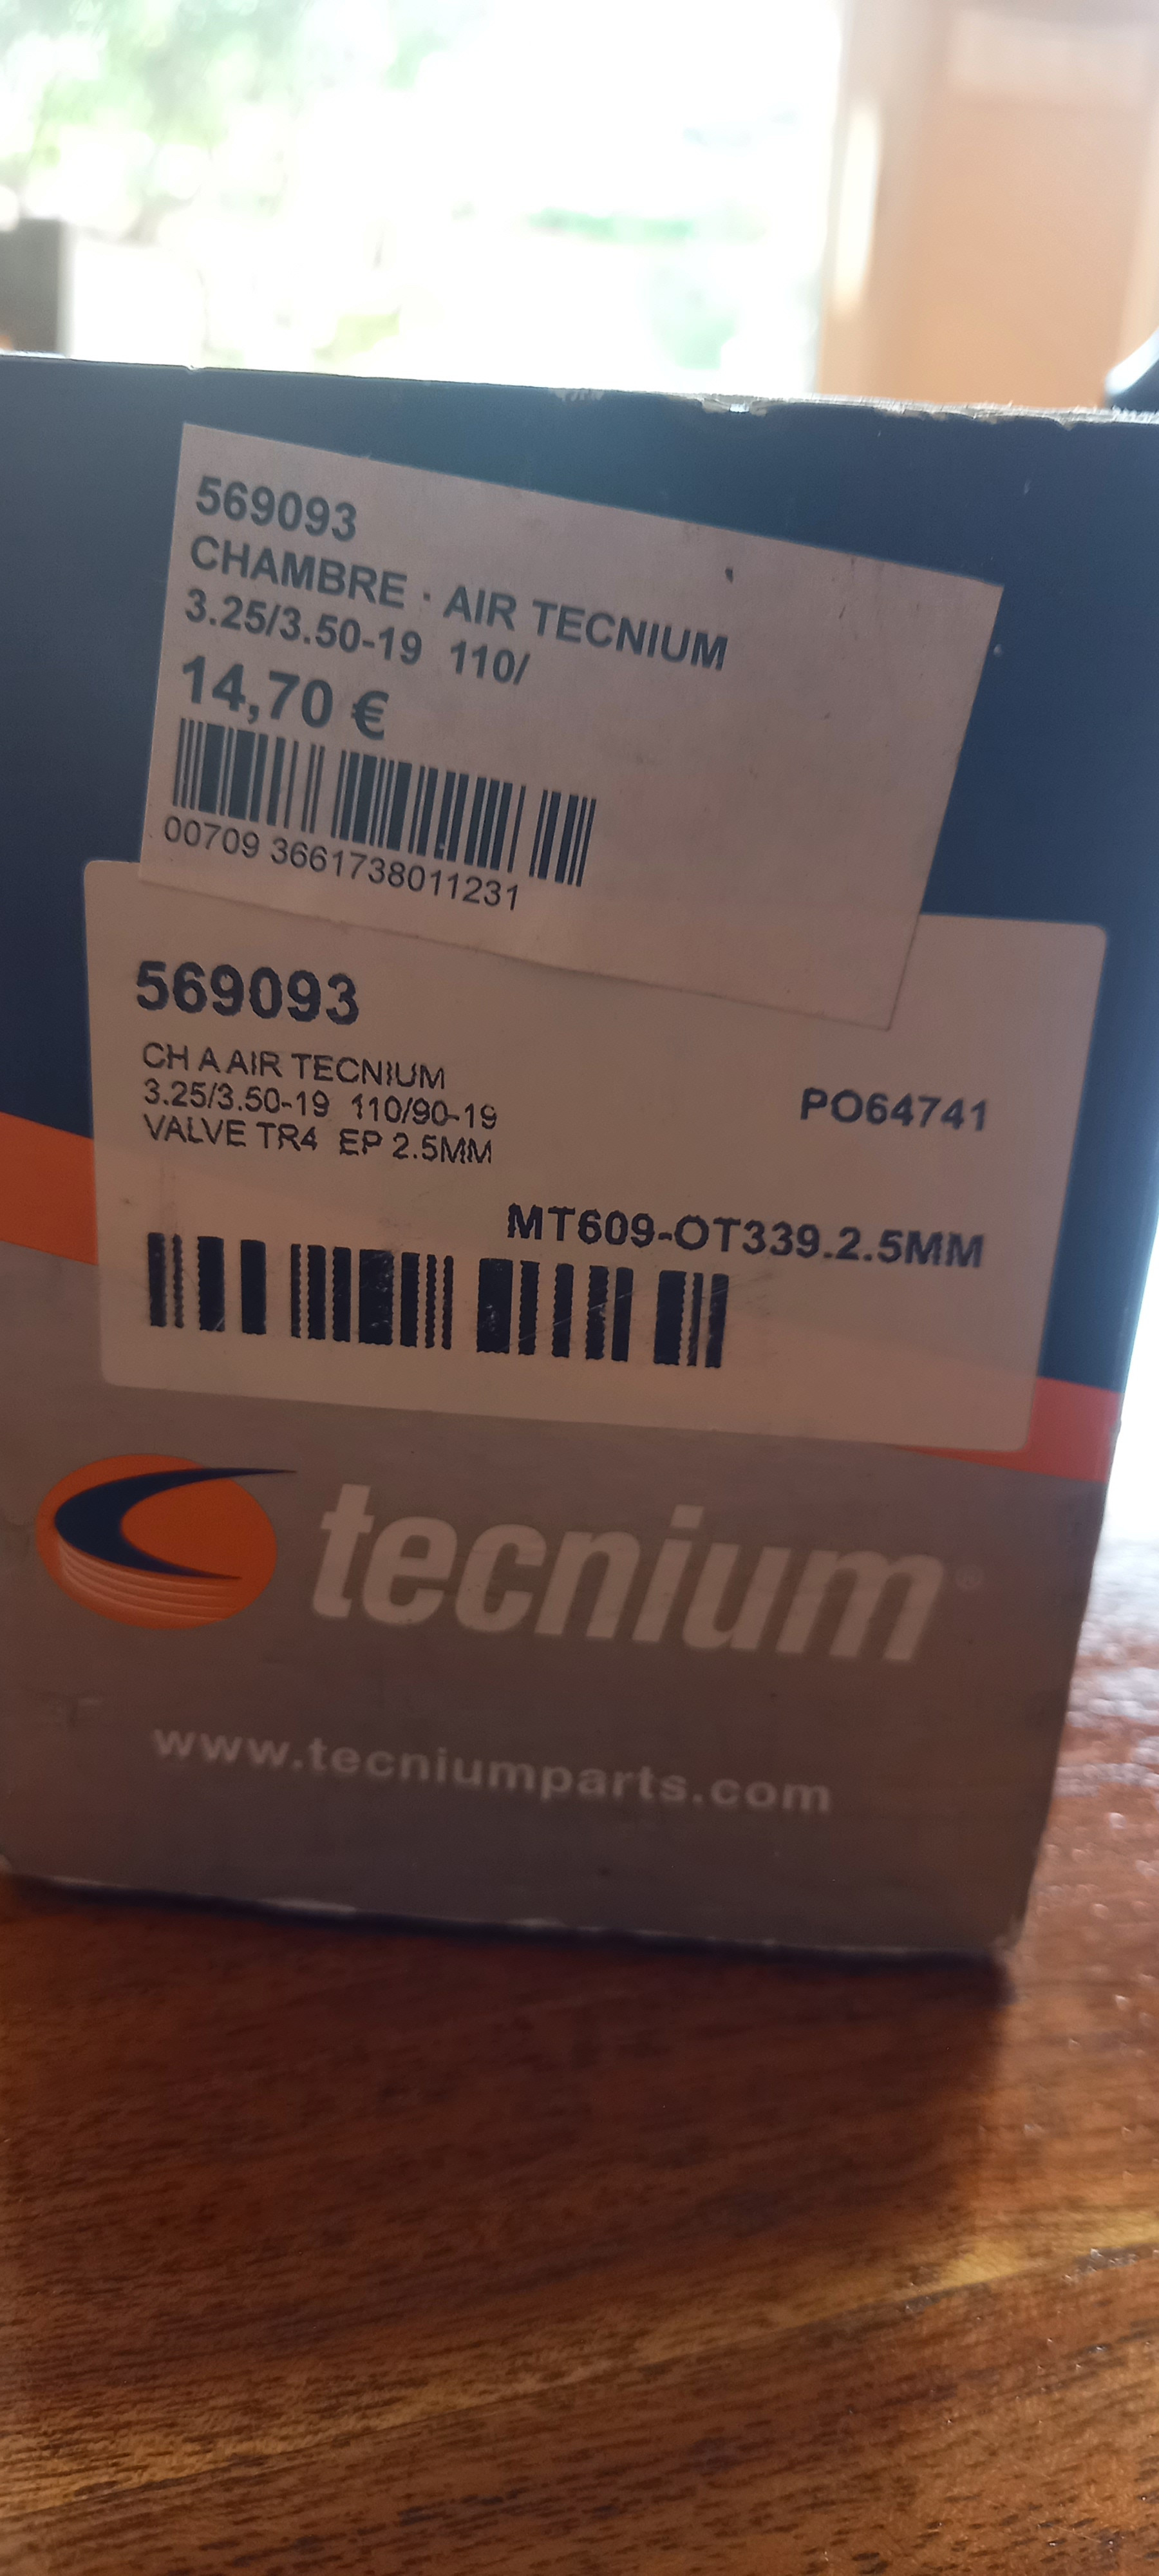 569093
CHAMBRE · AIR TECNIUM
3.25/3.50-19 110/
14,70 €
00709 3661738011231
569093
CH A AIR TECNIUM
3.25/3.50-19 110/90-19
VALVE TR4 EP 2.5MM
PO64741
MT609-OT339.2.5MM
tecnium®
www.tecniumparts.com